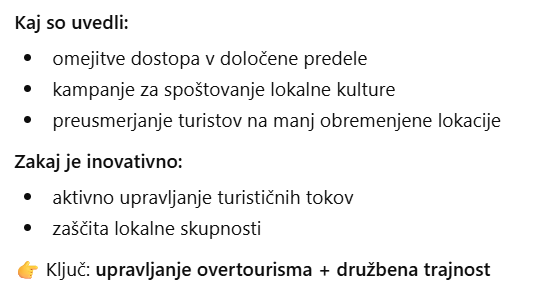 Kaj so uvedli:
• omejitve dostopa v določene predele
• kampanje za spoštovanje lokalne kulture
• preusmerjanje turistov na manj obremenjene lokacije
Zakaj je inovativno:
• aktivno upravljanje turističnih tokov
• zaščita lokalne skupnosti
👉 Ključ: upravljanje overtourisma + družbena trajnost